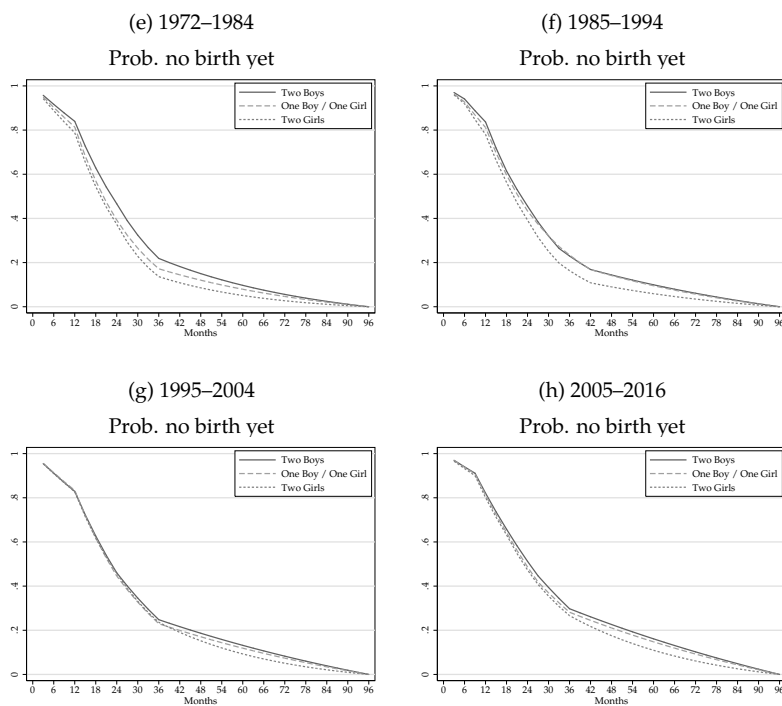 (e) 1972–1984
Prob. no birth yet
Two Boys
One Boy / One Girl
Two Girls
0 .2 .4 .6 .8 1
0 6 12 18 24 30 36 42 48 54 60 66 72 78 84 90 96
Months
(f) 1985–1994
Prob. no birth yet
Two Boys
One Boy / One Girl
Two Girls
0 .2 .4 .6 .8 1
0 6 12 18 24 30 36 42 48 54 60 66 72 78 84 90 96
Months
(g) 1995–2004
Prob. no birth yet
Two Boys
One Boy / One Girl
Two Girls
0 .2 .4 .6 .8 1
0 6 12 18 24 30 36 42 48 54 60 66 72 78 84 90 96
Months
(h) 2005–2016
Prob. no birth yet
Two Boys
One Boy / One Girl
Two Girls
0 .2 .4 .6 .8 1
0 6 12 18 24 30 36 42 48 54 60 66 72 78 84 90 96
Months